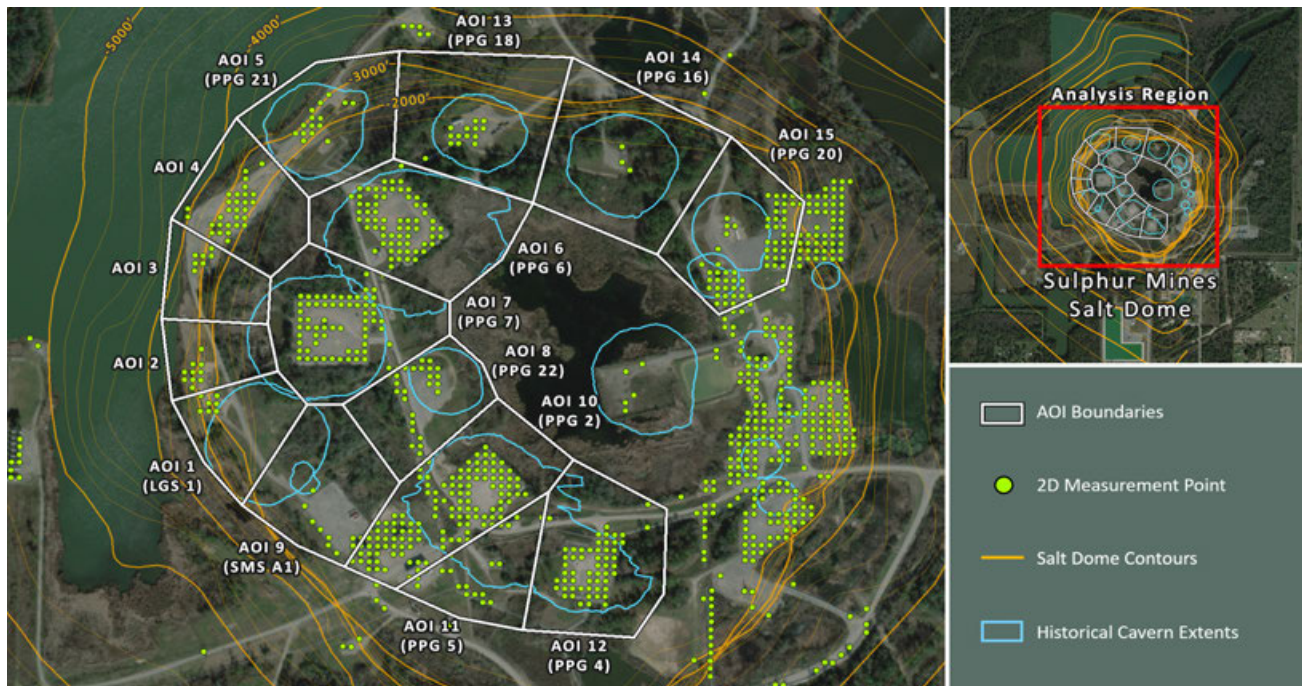 -5000'
-4000'
-3000'
-2000'
AOI 13
(PPG 18)
AOI 5
(PPG 21)
AOI 14
(PPG 16)
AOI 15
(PPG 20)
AOI 4
AOI 3
AOI 2
AOI 6
(PPG 6)
AOI 7
(PPG 7)
AOI 8
(PPG 22)
AOI 10
(PPG 2)
AOI 1
(LGS 1)
AOI 9
(SMS A1)
AOI 11
(PPG 5)
AOI 12
(PPG 4)
Analysis Region
Sulphur Mines
Salt Dome
AOI Boundaries
2D Measurement Point
Salt Dome Contours
Historical Cavern Extents